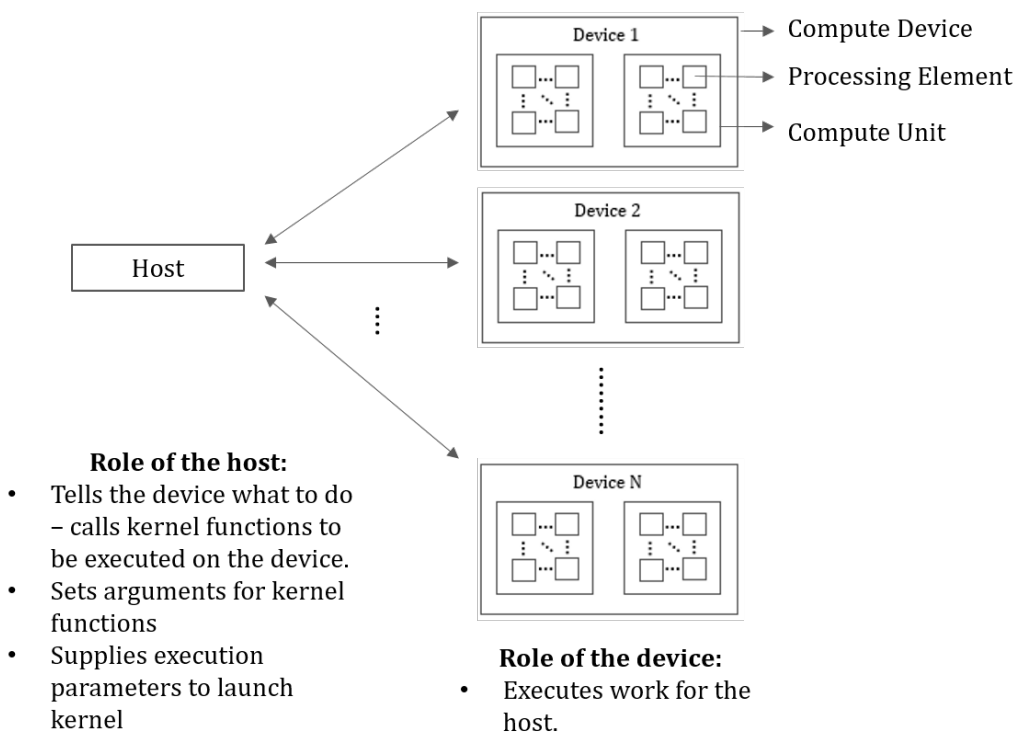 Device 1
Compute Device
Processing Element
Compute Unit
Device 2
Host
Device N
Role of the host:
• Tells the device what to do
– calls kernel functions to
be executed on the device.
• Sets arguments for kernel
functions
• Supplies execution
parameters to launch
kernel
Role of the device:
• Executes work for the
host.